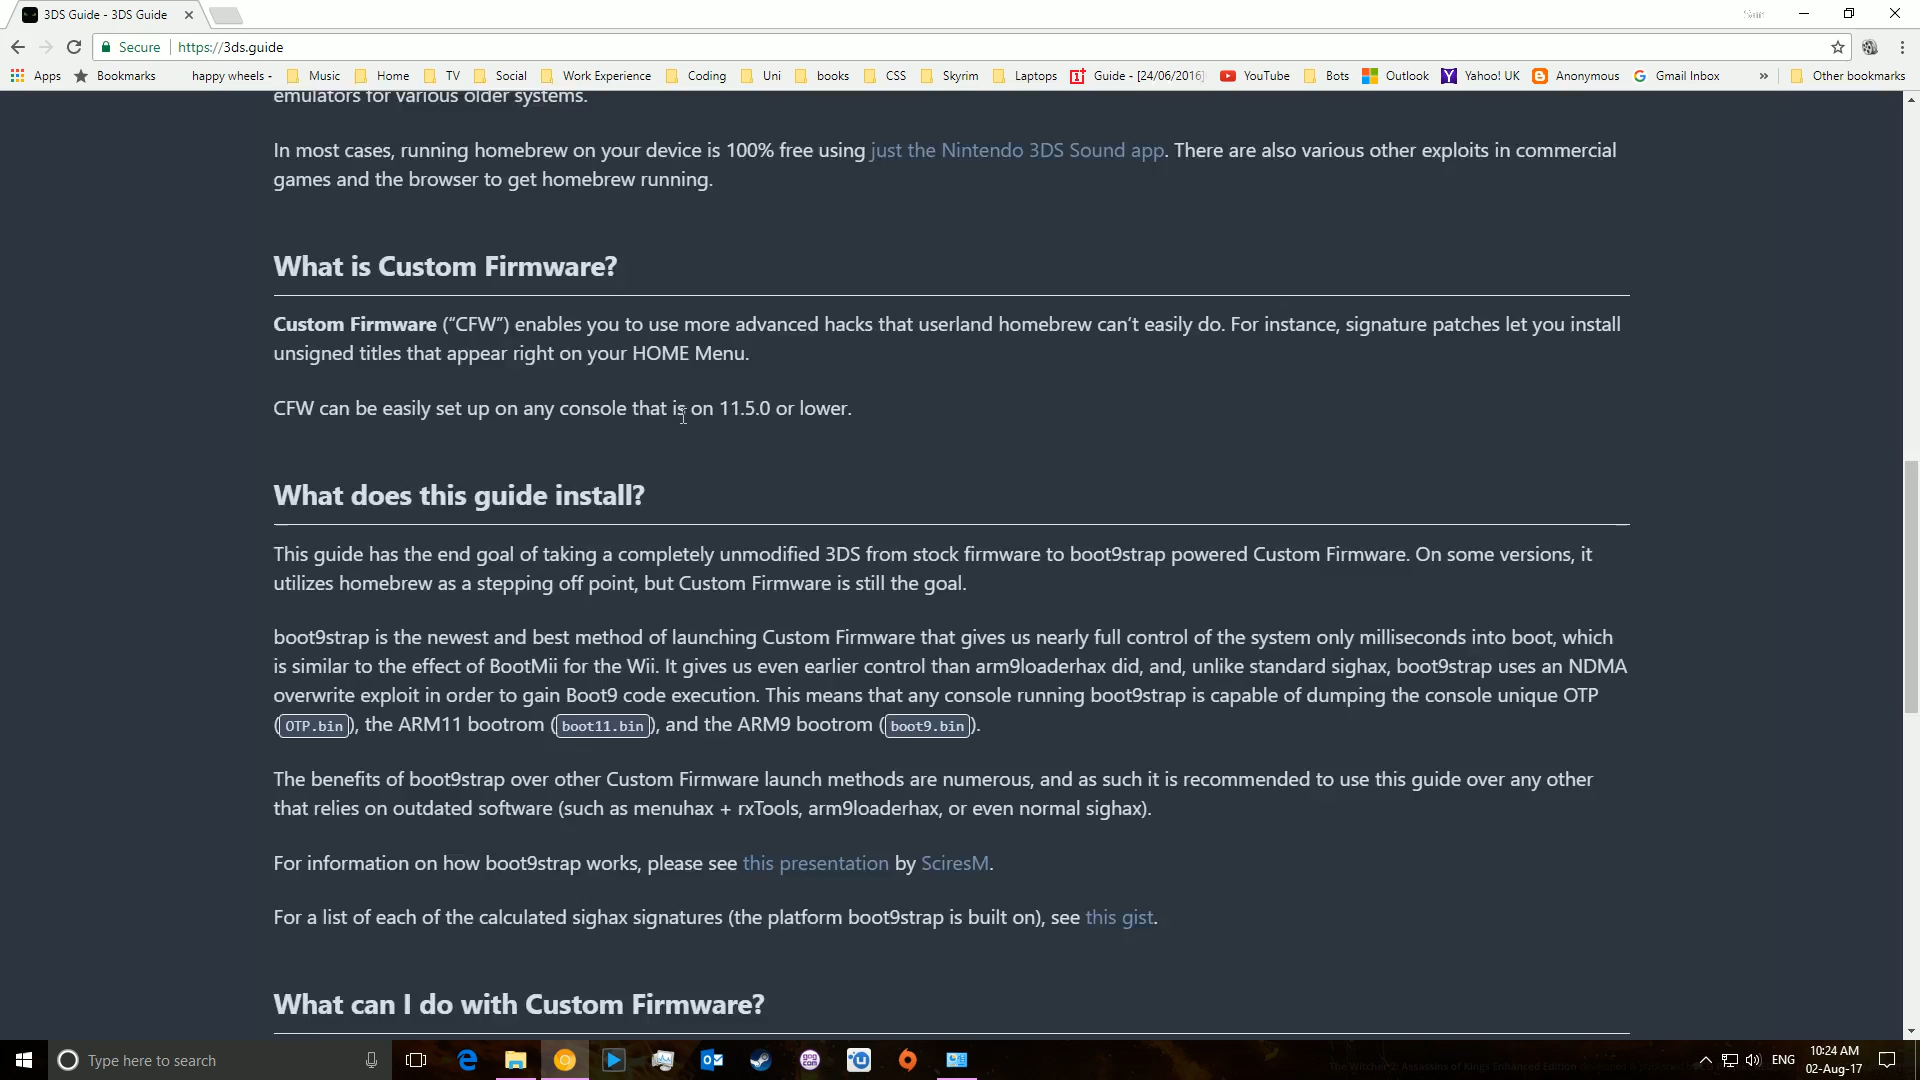 3DS Guide - 3DS Guide
Secure
https://3ds.guide
Apps
Bookmarks
happy wheels -
Music
Home
TV
Social
Work Experience
Coding
Uni
books
CSS
Skyrim
Laptops
Guide - [24/06/2016]
YouTube
Bots
Outlook
Yahoo! UK
Anonymous
Gmail Inbox
»
Other bookmarks
emulators for various older systems.
In most cases, running homebrew on your device is 100% free using just the Nintendo 3DS Sound app. There are also various other exploits in commercial
games and the browser to get homebrew running.
What is Custom Firmware?
Custom Firmware (“CFW”) enables you to use more advanced hacks that userland homebrew can’t easily do. For instance, signature patches let you install
unsigned titles that appear right on your HOME Menu.
CFW can be easily set up on any console that is on 11.5.0 or lower.
What does this guide install?
This guide has the end goal of taking a completely unmodified 3DS from stock firmware to boot9strap powered Custom Firmware. On some versions, it
utilizes homebrew as a stepping off point, but Custom Firmware is still the goal.
boot9strap is the newest and best method of launching Custom Firmware that gives us nearly full control of the system only milliseconds into boot, which
is similar to the effect of BootMii for the Wii. It gives us even earlier control than arm9loaderhax did, and, unlike standard sighax, boot9strap uses an NDMA
overwrite exploit in order to gain Boot9 code execution. This means that any console running boot9strap is capable of dumping the console unique OTP
(OTP.bin), the ARM11 bootrom (boot11.bin), and the ARM9 bootrom (boot9.bin).
The benefits of boot9strap over other Custom Firmware launch methods are numerous, and as such it is recommended to use this guide over any other
that relies on outdated software (such as menuhax + rxTools, arm9loaderhax, or even normal sighax).
For information on how boot9strap works, please see this presentation by SciresM.
For a list of each of the calculated sighax signatures (the platform boot9strap is built on), see this gist.
What can I do with Custom Firmware?
Type here to search
ENG
10:24 AM
02-Aug-17